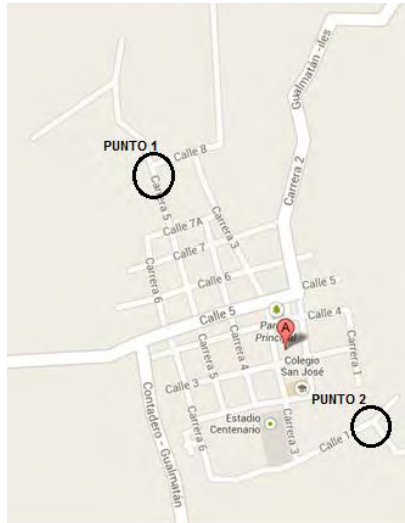 Gualmatán -Iles
PUNTO 1
Calle 8
Carrera 5
Carrera 2
Calle 7A
Carrera 3
Calle 7
Carrera 6
Calle 6
Calle 5
Calle 5
Calle 4
Principal
A
Carrera 5
Carrera 4
Carrera 1
Colegio
San José
Calle 3
PUNTO 2
Contadero - Gualmatán
Estadio
Centenario
Carrera 6
Carrera 3
Calle 1